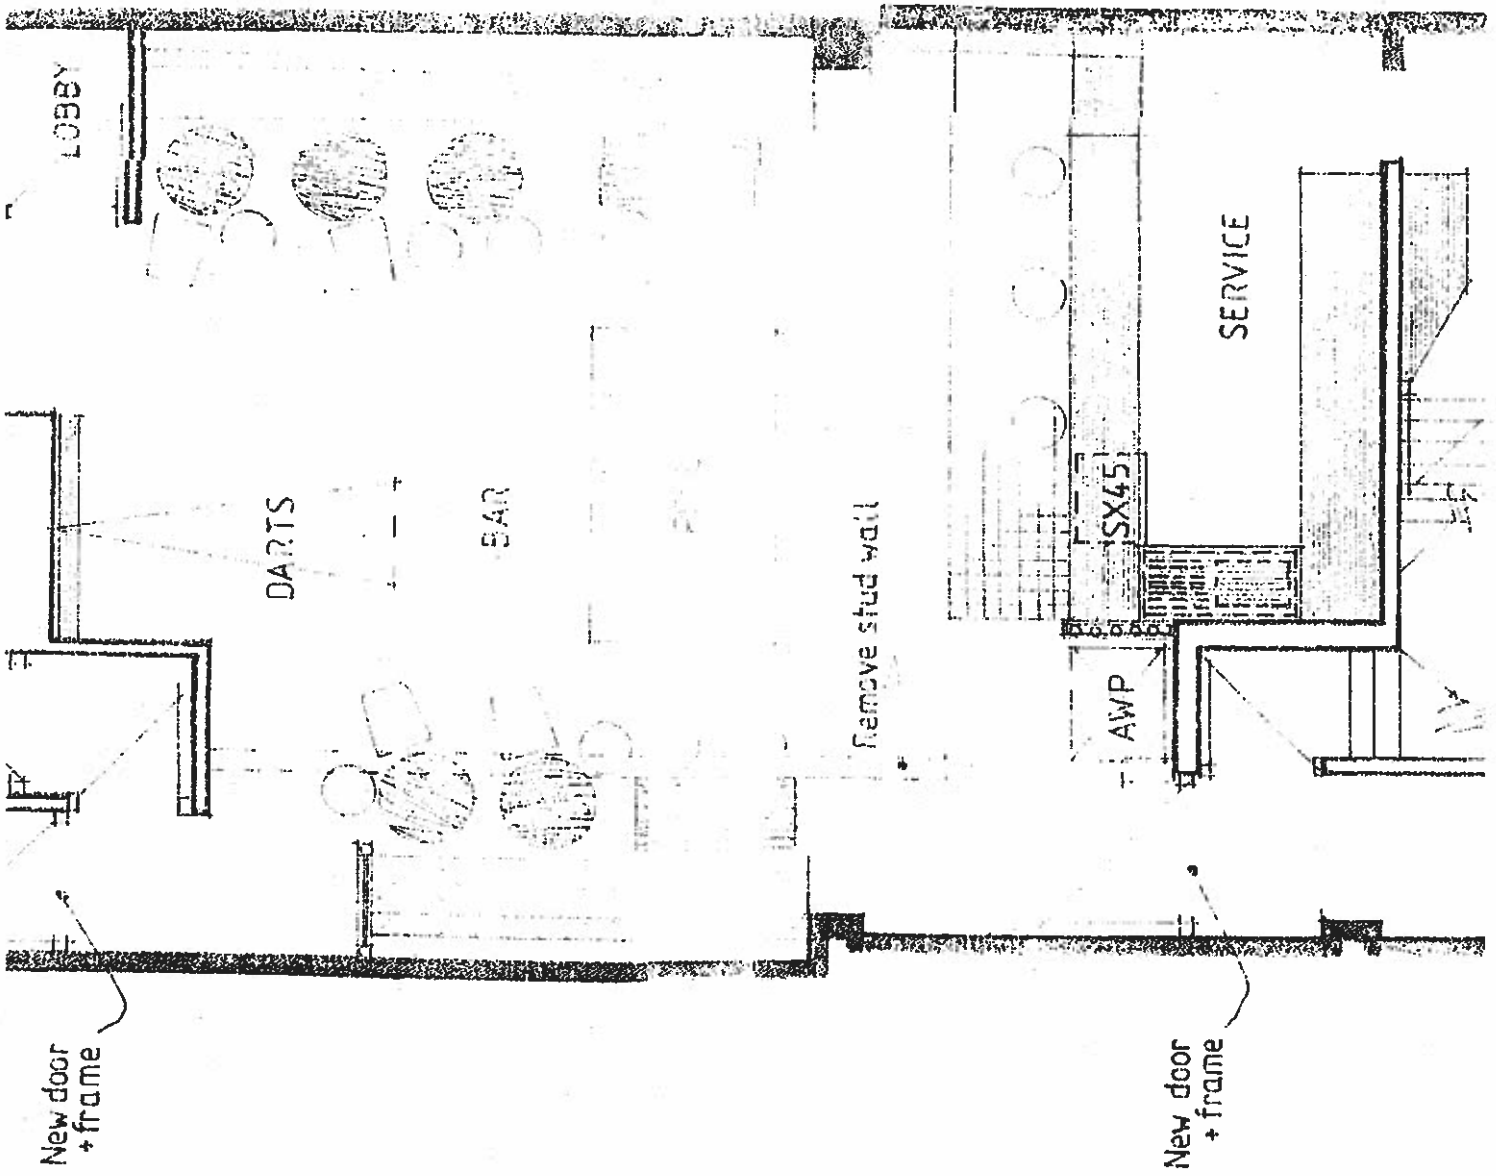 LOBBY
DARTS
BAR
Remove stud wall
SX45
SERVICE
AWP
New door
+ frame
New door
+ frame